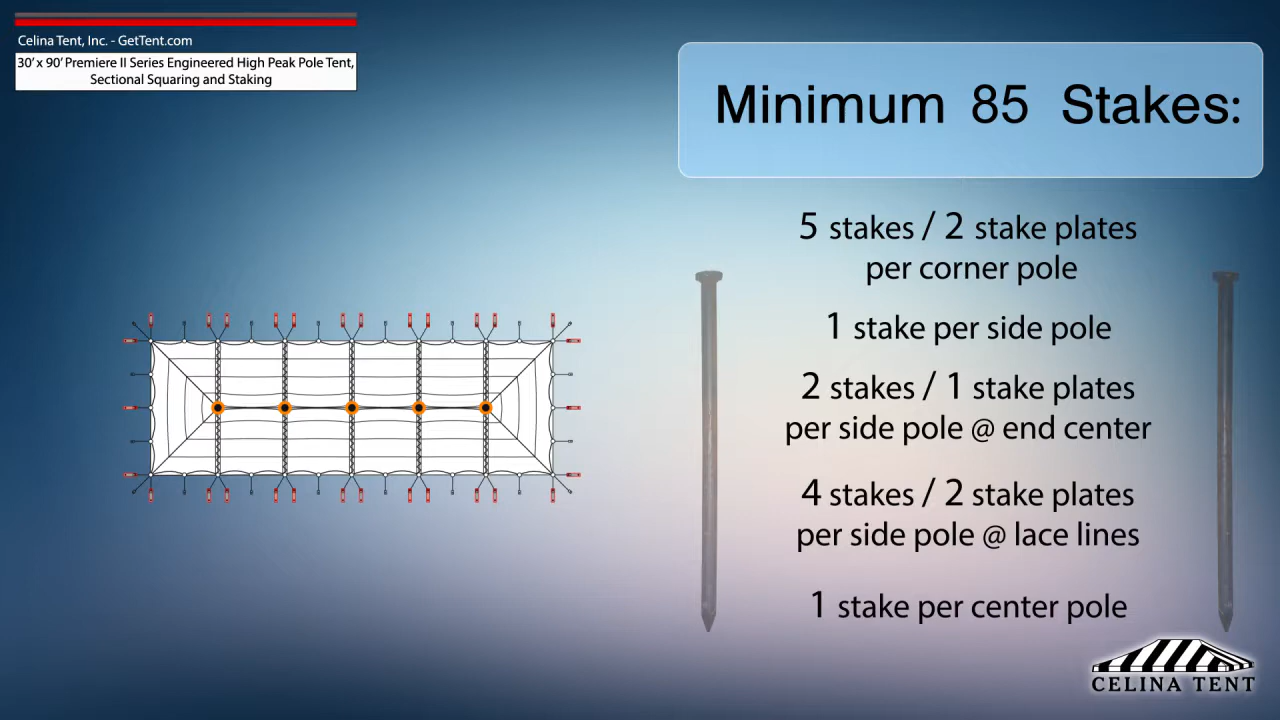 Celina Tent, Inc. - GetTent.com
30’ x 90’ Premiere II Series Engineered High Peak Pole Tent,
Sectional Squaring and Staking
Minimum 85 Stakes:
5 stakes / 2 stake plates
per corner pole
1 stake per side pole
2 stakes / 1 stake plates
per side pole @ end center
4 stakes / 2 stake plates
per side pole @ lace lines
1 stake per center pole
CELINA TENT